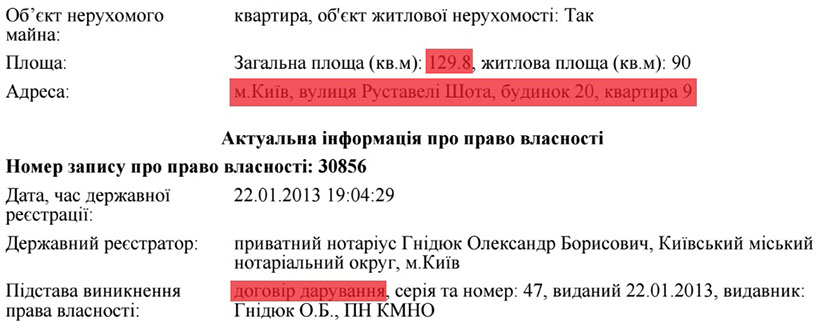 Об’єкт нерухомого квартира, об'єкт житлової нерухомості: Так
майна:
Площа: Загальна площа (кв.м): 129.8, житлова площа (кв.м): 90
Адреса: м.Київ, вулиця Руставелі Шота, будинок 20, квартира 9
Актуальна інформація про право власності
Номер запису про право власності: 30856
Дата, час державної 22.01.2013 19:04:29
реєстрації:
Державний реєстратор: приватний нотаріус Гнідюк Олександр Борисович, Київський міський
нотаріальний округ, м.Київ
Підстава виникнення договір дарування, серія та номер: 47, виданий 22.01.2013, видавник:
права власності: Гнідюк О.Б., ПН КМНО